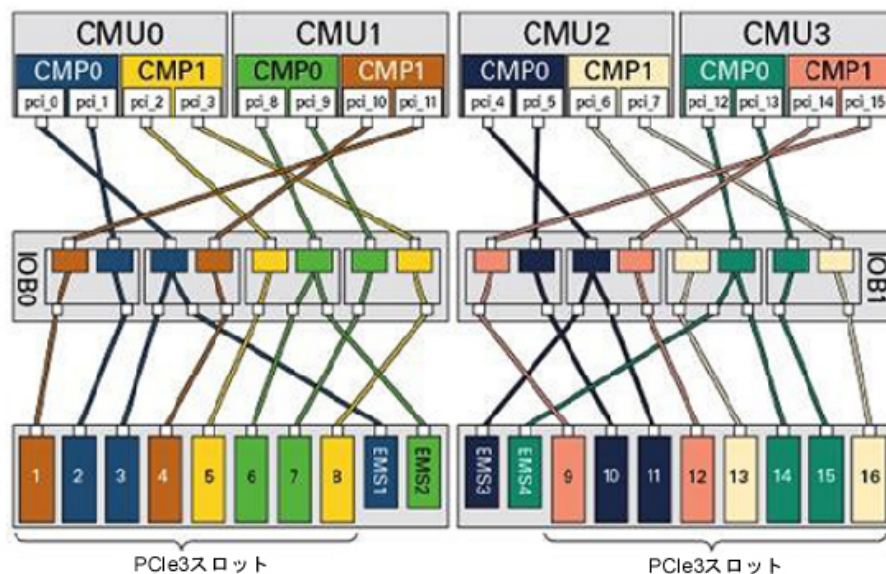 CMU0 CMU1 CMU2 CMU3
CMP0 CMP1 CMP0 CMP1 CMP0 CMP1 CMP0 CMP1
pci_0 pci_1 pci_2 pci_3 pci_8 pci_9 pci_10 pci_11 pci_4 pci_5 pci_6 pci_7 pci_12 pci_13 pci_14 pci_15
IOB0 IOB1
1 2 3 4 5 6 7 8 EMS1 EMS2 EMS3 EMS4 9 10 11 12 13 14 15 16
PCIe3スロット PCIe3スロット